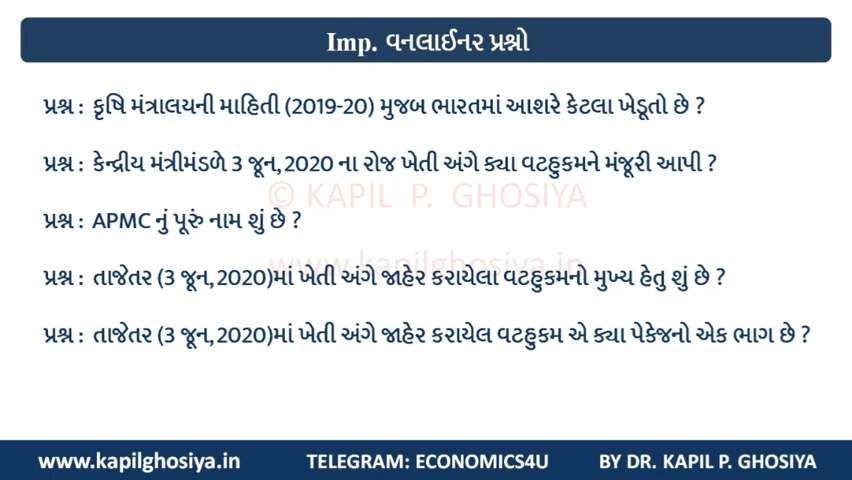 Imp. વનલાઈનર પ્રશ્નો
પ્રશ્ન : કૃષિ મંત્રાલયની માહિતી (2019-20) મુજબ ભારતમાં આશરે કેટલા ખેડૂતો છે ?
પ્રશ્ન : કેન્દ્રીય મંત્રીમંડળે 3 જૂન, 2020 ના રોજ ખેતી અંગે ક્યા વટહુકમને મંજૂરી આપી ?
© KAPIL P. GHOSIYA
પ્રશ્ન : APMC નું પૂરું નામ શું છે ?
www.kapilghosiya.in
પ્રશ્ન : તાજેતર (3 જૂન, 2020)માં ખેતી અંગે જાહેર કરાયેલા વટહુકમનો મુખ્ય હેતુ શું છે ?
પ્રશ્ન : તાજેતર (3 જૂન, 2020)માં ખેતી અંગે જાહેર કરાયેલ વટહુકમ એ ક્યા પેકેજનો એક ભાગ છે ?
www.kapilghosiya.in TELEGRAM: ECONOMICS4U BY DR. KAPIL P. GHOSIYA